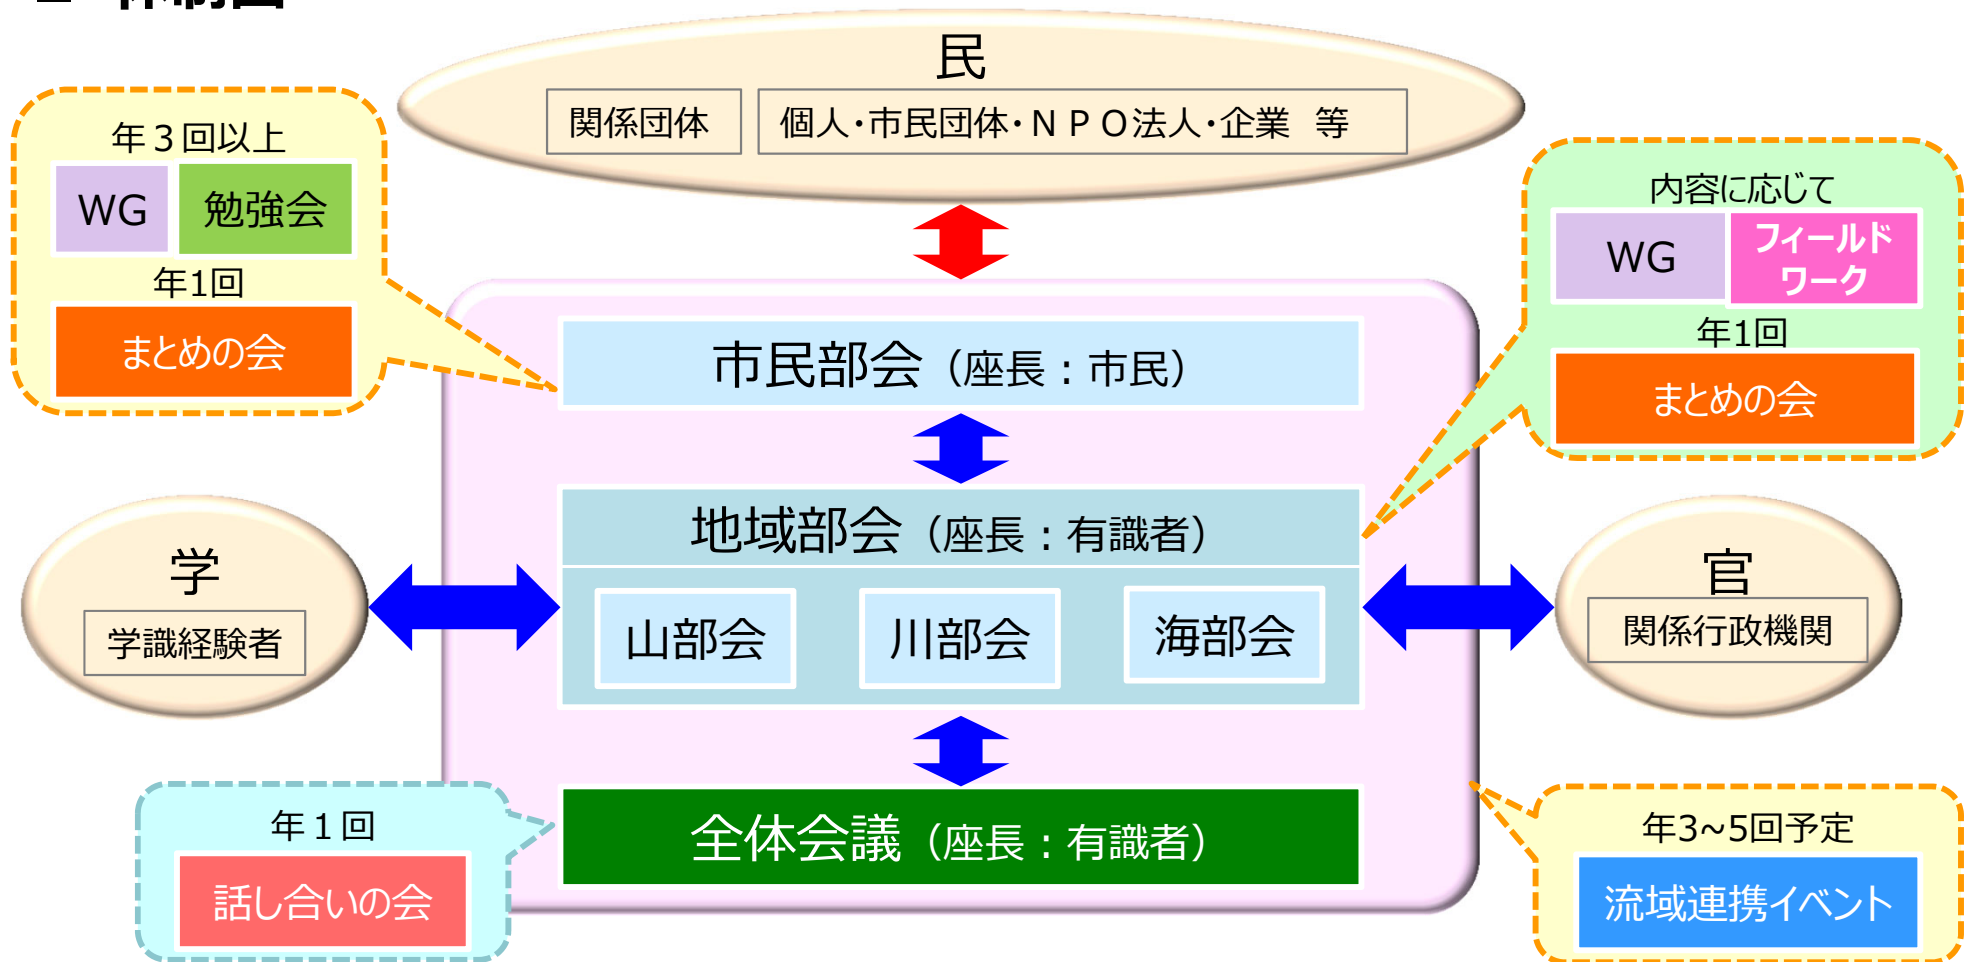 体制図
民
関係団体
個人・市民団体・ＮＰＯ法人・企業 等
年３回以上
WG
勉強会
年1回
まとめの会
内容に応じて
WG
フィールド
ワーク
年1回
まとめの会
市民部会（座長：市民）
地域部会（座長：有識者）
山部会
川部会
海部会
学
学識経験者
官
関係行政機関
全体会議（座長：有識者）
年１回
話し合いの会
年3~5回予定
流域連携イベント